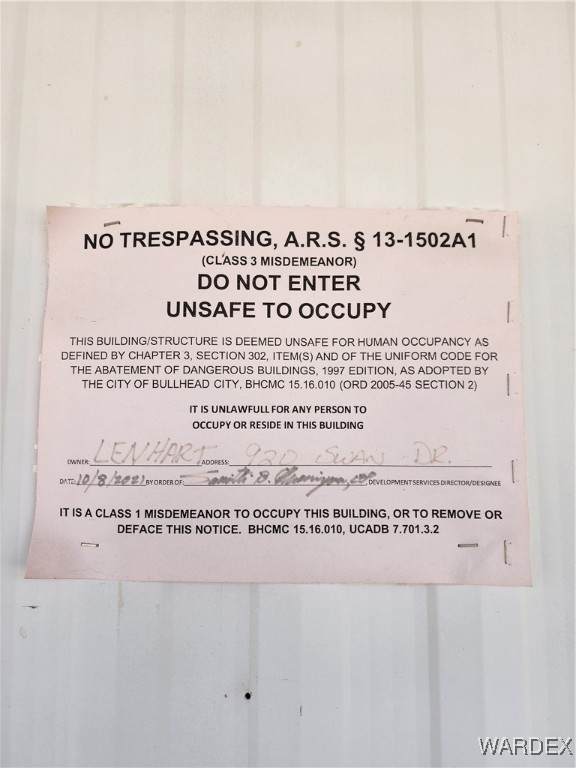 NO TRESPASSING, A.R.S. § 13-1502A1
(CLASS 3 MISDEMEANOR)
DO NOT ENTER
UNSAFE TO OCCUPY
THIS BUILDING/STRUCTURE IS DEEMED UNSAFE FOR HUMAN OCCUPANCY AS
DEFINED BY CHAPTER 3, SECTION 302, ITEM(S) AND OF THE UNIFORM CODE FOR
THE ABATEMENT OF DANGEROUS BUILDINGS, 1997 EDITION, AS ADOPTED BY
THE CITY OF BULLHEAD CITY, BHCMC 15.16.010 (ORD 2005-45 SECTION 2)
IT IS UNLAWFULL FOR ANY PERSON TO
OCCUPY OR RESIDE IN THIS BUILDING
OWNER: LENHART ADDRESS: 920 SWAN DR.
DATE: 10/8/2021 BY ORDER OF: DEVELOPMENT SERVICES DIRECTOR/DESIGNEE
IT IS A CLASS 1 MISDEMEANOR TO OCCUPY THIS BUILDING, OR TO REMOVE OR
DEFACE THIS NOTICE. BHCMC 15.16.010, UCADB 7.701.3.2
WARDEX